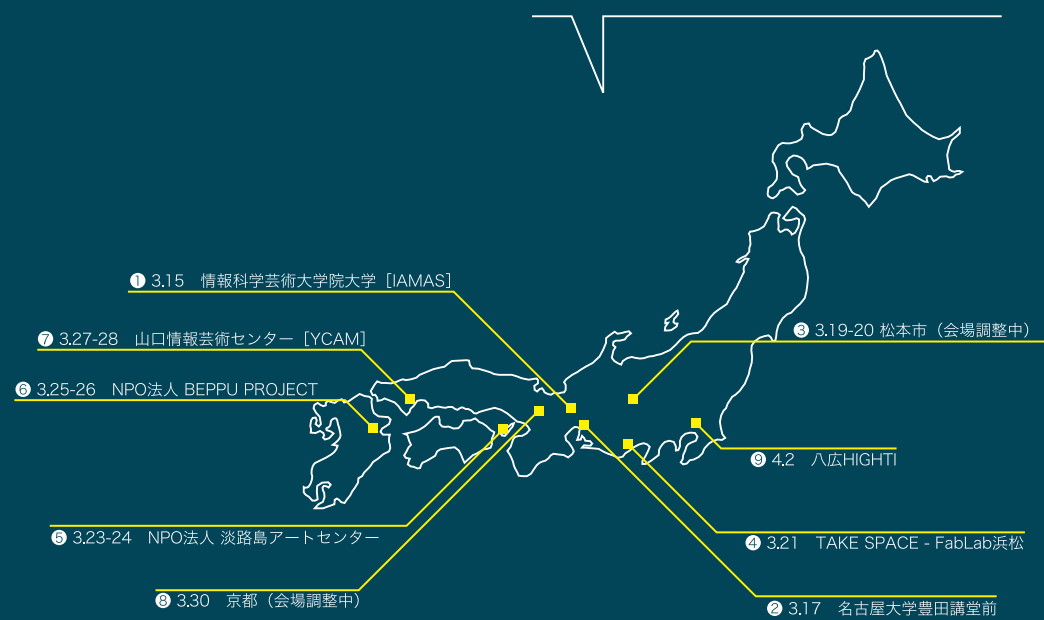 ❶ 3.15　情報科学芸術大学院大学［IAMAS］
❸ 3.19-20 松本市（会場調整中）
❼ 3.27-28　山口情報芸術センター［YCAM］
❻ 3.25-26　NPO法人 BEPPU PROJECT
❾ 4.2　八広HIGHTI
❺ 3.23-24　NPO法人 淡路島アートセンター
❹ 3.21　TAKE SPACE - FabLab浜松
❽ 3.30　京都（会場調整中）
❷ 3.17　名古屋大学豊田講堂前